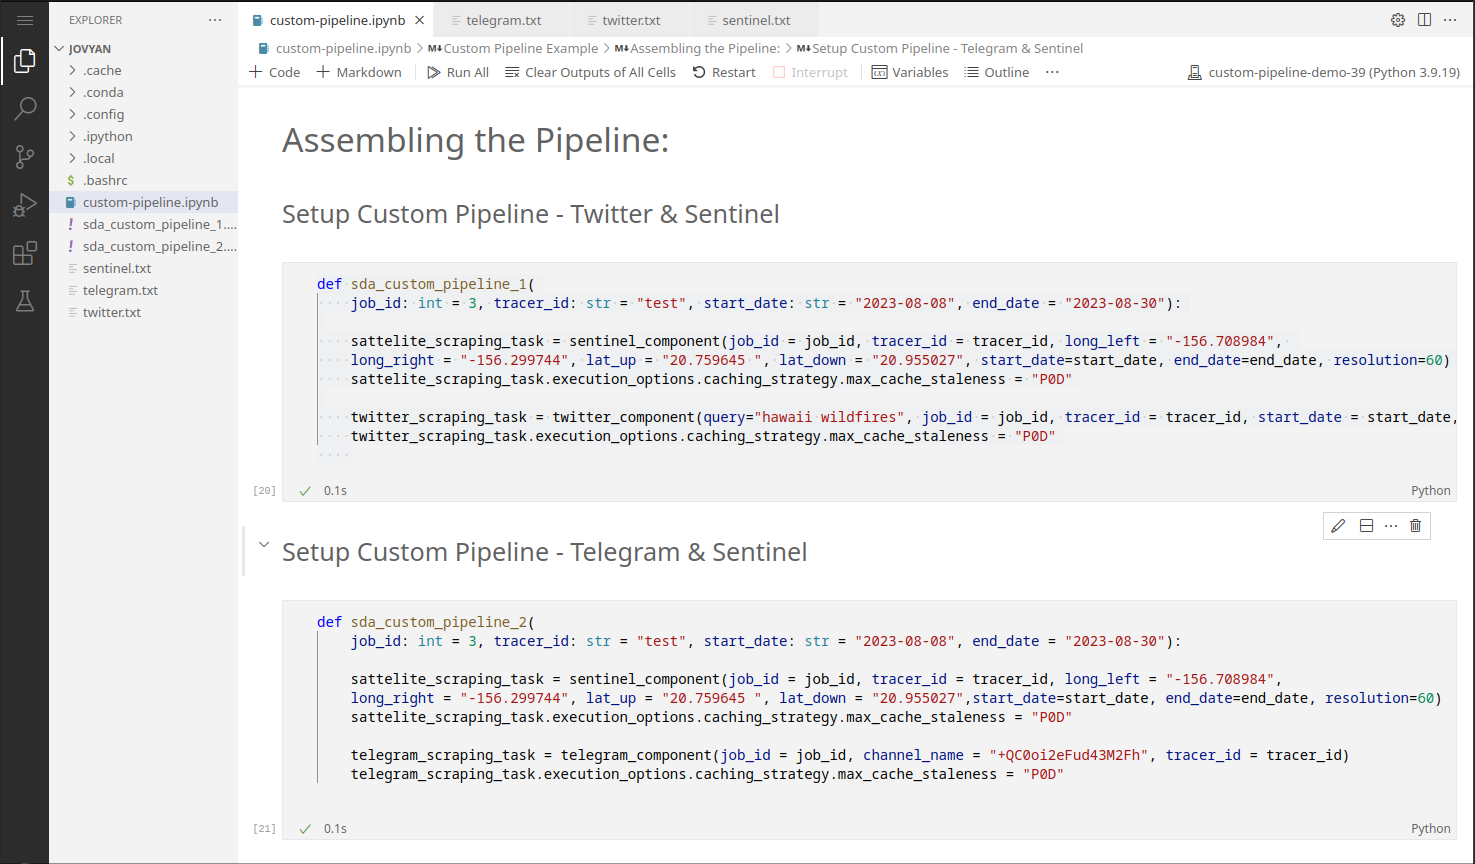 EXPLORER
JOVYAN
.cache
.conda
.config
.ipython
.local
$ .bashrc
custom-pipeline.ipynb
! sda_custom_pipeline_1....
! sda_custom_pipeline_2....
sentinel.txt
telegram.txt
twitter.txt
custom-pipeline.ipynb telegram.txt twitter.txt sentinel.txt
custom-pipeline.ipynb > M↓Custom Pipeline Example > M↓Assembling the Pipeline: > M↓Setup Custom Pipeline - Telegram & Sentinel
+ Code + Markdown Run All Clear Outputs of All Cells Restart Interrupt Variables Outline ··· custom-pipeline-demo-39 (Python 3.9.19)
Assembling the Pipeline:
Setup Custom Pipeline - Twitter & Sentinel
def sda_custom_pipeline_1(
job_id: int = 3, tracer_id: str = "test", start_date: str = "2023-08-08", end_date = "2023-08-30"):
sattelite_scraping_task = sentinel_component(job_id = job_id, tracer_id = tracer_id, long_left = "-156.708984",
long_right = "-156.299744", lat_up = "20.759645 ", lat_down = "20.955027", start_date=start_date, end_date=end_date, resolution=60)
sattelite_scraping_task.execution_options.caching_strategy.max_cache_staleness = "P0D"
twitter_scraping_task = twitter_component(query="hawaii wildfires", job_id = job_id, tracer_id = tracer_id, start_date = start_date,
twitter_scraping_task.execution_options.caching_strategy.max_cache_staleness = "P0D"
[20] 0.1s Python
Setup Custom Pipeline - Telegram & Sentinel
def sda_custom_pipeline_2(
job_id: int = 3, tracer_id: str = "test", start_date: str = "2023-08-08", end_date = "2023-08-30"):
sattelite_scraping_task = sentinel_component(job_id = job_id, tracer_id = tracer_id, long_left = "-156.708984",
long_right = "-156.299744", lat_up = "20.759645 ", lat_down = "20.955027",start_date=start_date, end_date=end_date, resolution=60)
sattelite_scraping_task.execution_options.caching_strategy.max_cache_staleness = "P0D"
telegram_scraping_task = telegram_component(job_id = job_id, channel_name = "+QC0oi2eFud43M2Fh", tracer_id = tracer_id)
telegram_scraping_task.execution_options.caching_strategy.max_cache_staleness = "P0D"
[21] 0.1s Python